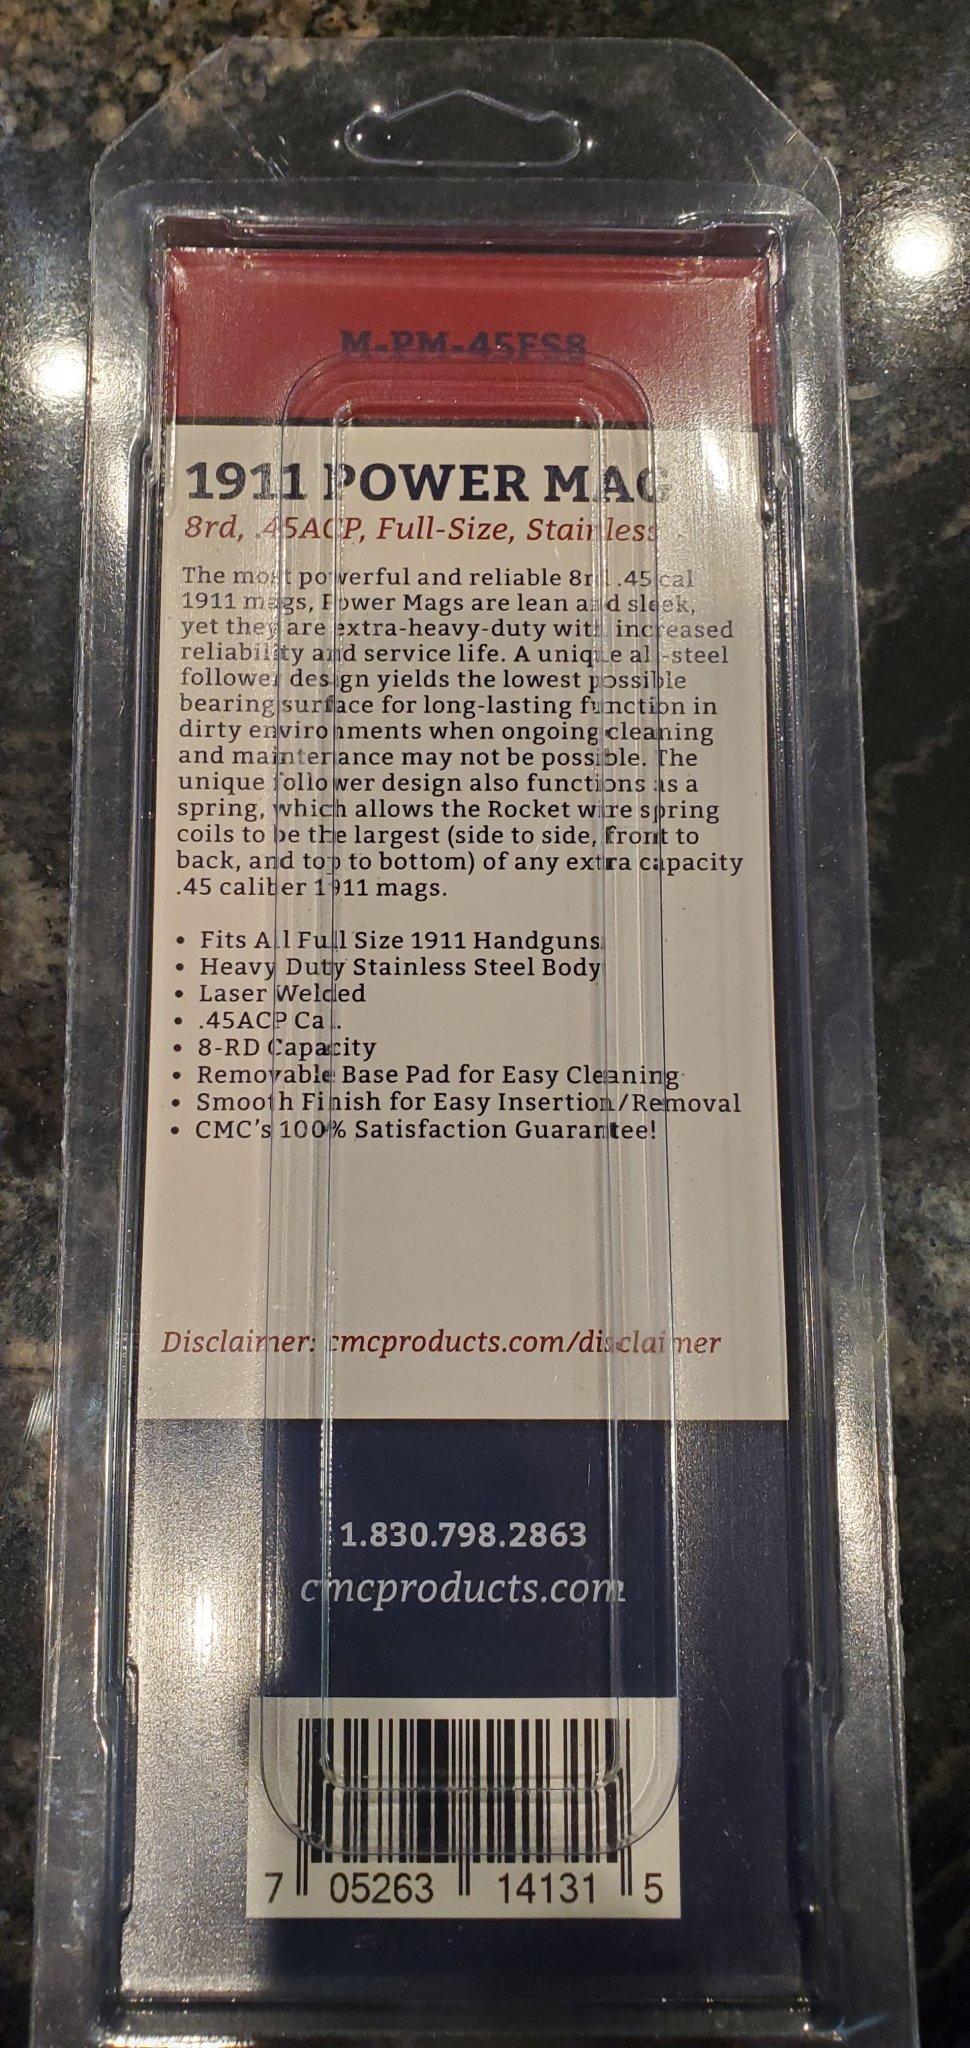 M-PM-45FS8
1911 POWER MAG
8rd, .45ACP, Full-Size, Stainless
The most powerful and reliable 8rd .45 cal
1911 mags, Power Mags are lean and sleek,
yet they are extra-heavy-duty with increased
reliability and service life. A unique all-steel
follower design yields the lowest possible
bearing surface for long-lasting function in
dirty environments when ongoing cleaning
and maintenance may not be possible. The
unique follower design also functions as a
spring, which allows the Rocket wire spring
coils to be the largest (side to side, front to
back, and top to bottom) of any extra capacity
.45 caliber 1911 mags.
• Fits All Full Size 1911 Handguns
• Heavy Duty Stainless Steel Body
• Laser Welded
• .45ACP Cal.
• 8-RD Capacity
• Removable Base Pad for Easy Cleaning
• Smooth Finish for Easy Insertion/Removal
• CMC's 100% Satisfaction Guarantee!
Disclaimer: cmcproducts.com/disclaimer
1.830.798.2863
cmcproducts.com
7 05263 14131 5